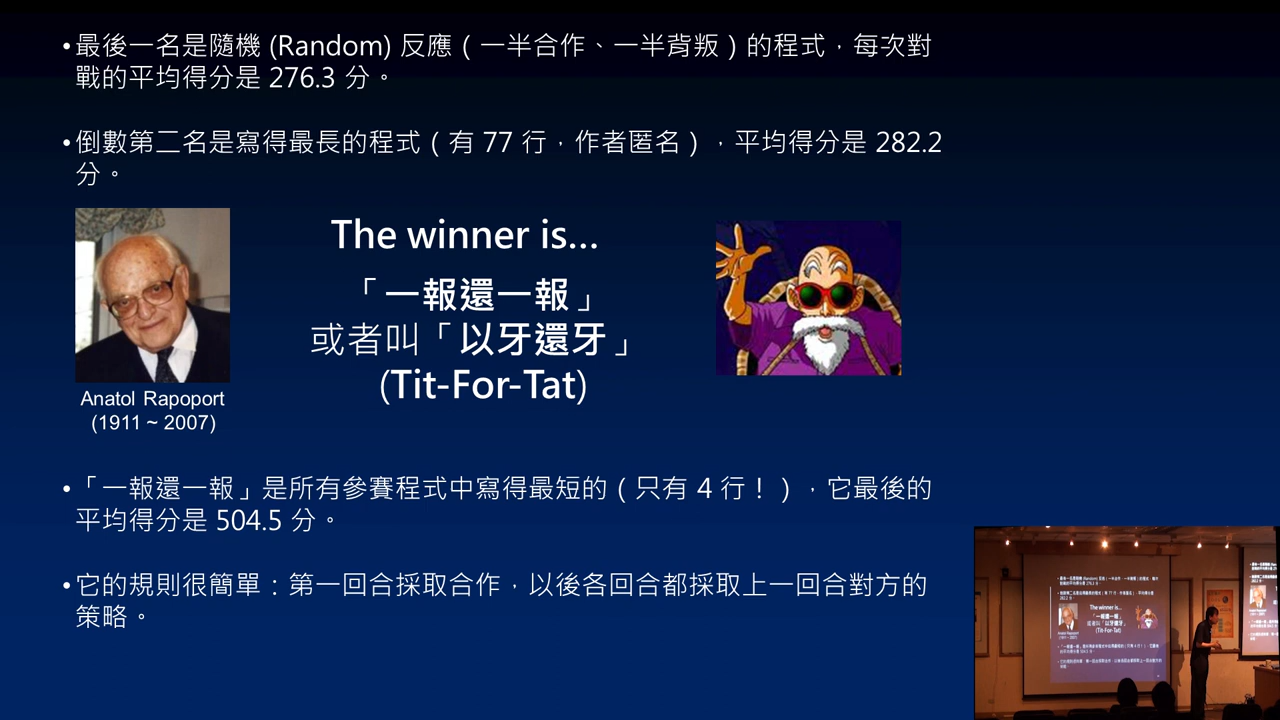 •最後一名是隨機 (Random) 反應（一半合作、一半背叛）的程式，每次對
戰的平均得分是 276.3 分。
•倒數第二名是寫得最長的程式（有 77 行，作者匿名），平均得分是 282.2
分。
The winner is...
「一報還一報」
或者叫「以牙還牙」
(Tit-For-Tat)
Anatol Rapoport
(1911 ~ 2007)
•「一報還一報」是所有參賽程式中寫得最短的（只有 4 行！），它最後的
平均得分是 504.5 分。
•它的規則很簡單：第一回合採取合作，以後各回合都採取上一回合對方的
策略。